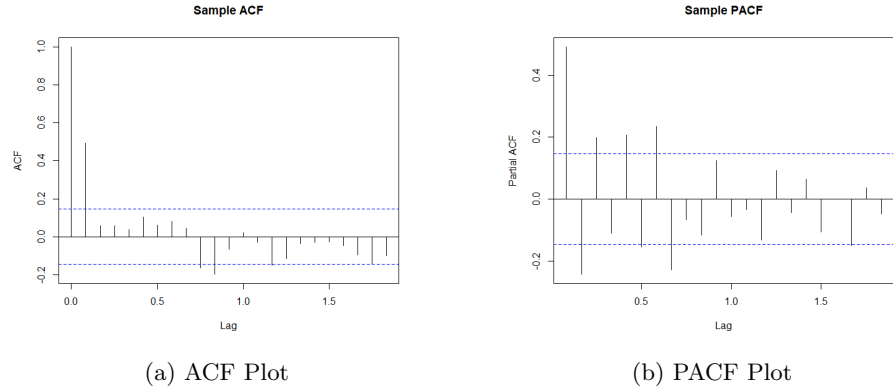 Sample ACF
ACF
1.0
0.8
0.6
0.4
0.2
0.0
-0.2
0.0
0.5
1.0
1.5
Lag
(a) ACF Plot
Sample PACF
Partial ACF
0.4
0.2
0.0
-0.2
0.5
1.0
1.5
Lag
(b) PACF Plot